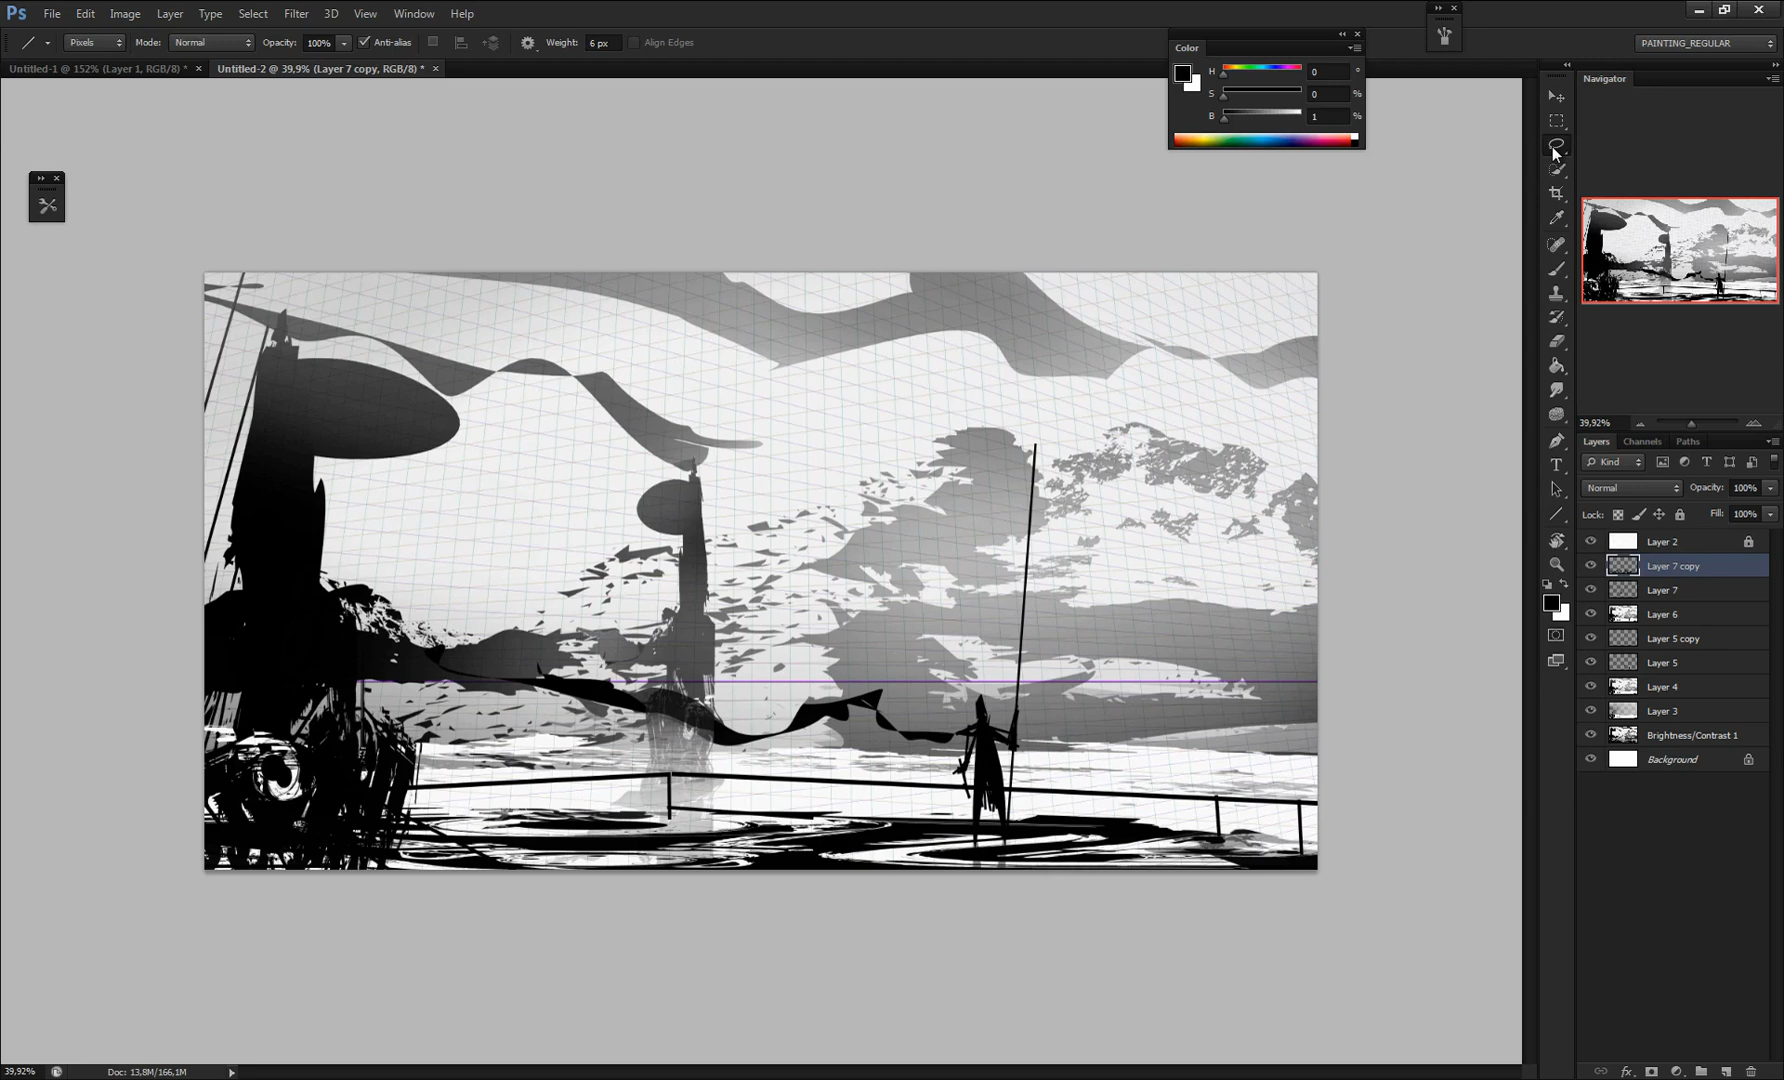 Ps File Edit Image Layer Type Select Filter 3D View Window Help
Pixels Mode: Normal Opacity: 100% Anti-alias Weight: 6 px Align Edges
PAINTING_REGULAR
Untitled-1 @ 152% (Layer 1, RGB/8) * × Untitled-2 @ 39,9% (Layer 7 copy, RGB/8) * ×
Color
H 0 °
S 0 %
B 1 %
Navigator
39,92%
Layers Channels Paths
Kind
Normal Opacity: 100%
Lock: Fill: 100%
Layer 2
Layer 7 copy
Layer 7
Layer 6
Layer 5 copy
Layer 5
Layer 4
Layer 3
Brightness/Contrast 1
Background
39,92% Doc: 13,8M/166,1M